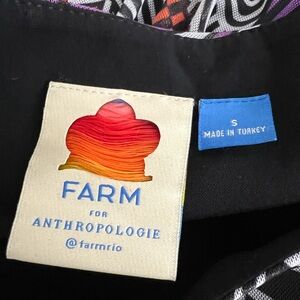 FARM
FOR
ANTHROPOLOGIE
@farmrio
S
MADE IN TURKEY